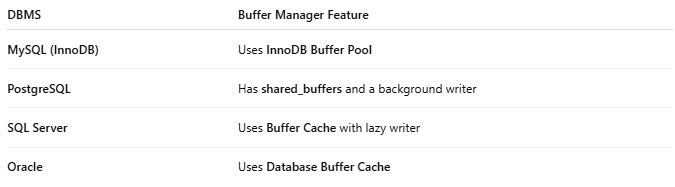 DBMS Buffer Manager Feature
MySQL (InnoDB) Uses InnoDB Buffer Pool
PostgreSQL Has shared_buffers and a background writer
SQL Server Uses Buffer Cache with lazy writer
Oracle Uses Database Buffer Cache